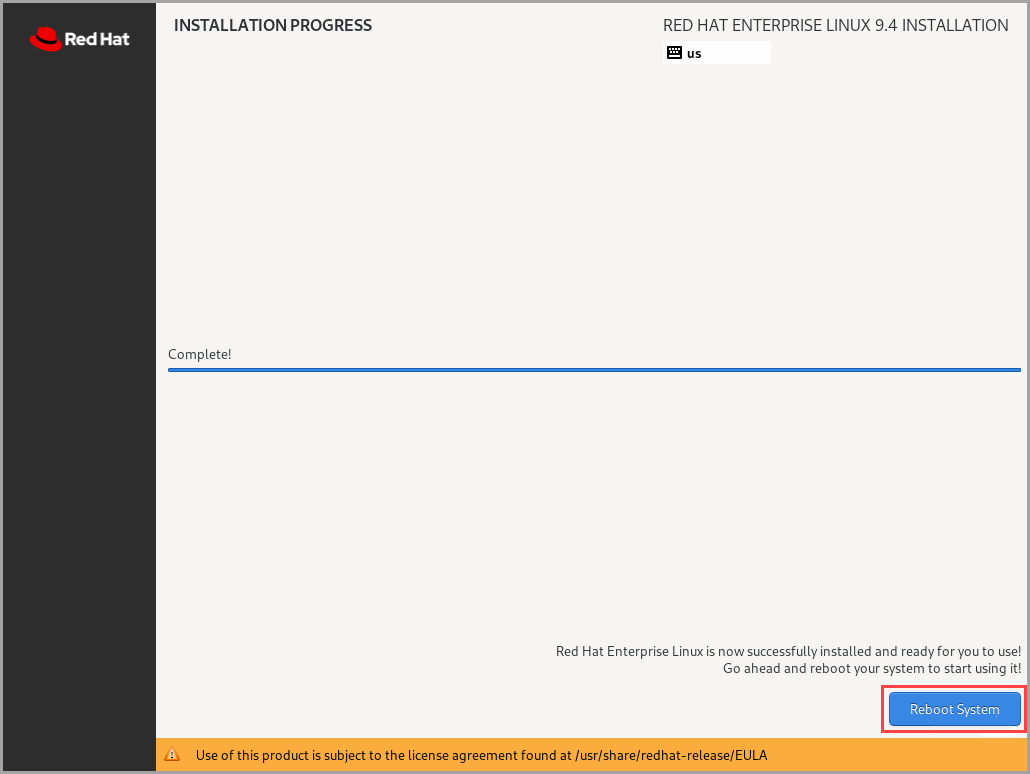 Red Hat
INSTALLATION PROGRESS
RED HAT ENTERPRISE LINUX 9.4 INSTALLATION
us
Complete!
Red Hat Enterprise Linux is now successfully installed and ready for you to use!
Go ahead and reboot your system to start using it!
Reboot System
Use of this product is subject to the license agreement found at /usr/share/redhat-release/EULA